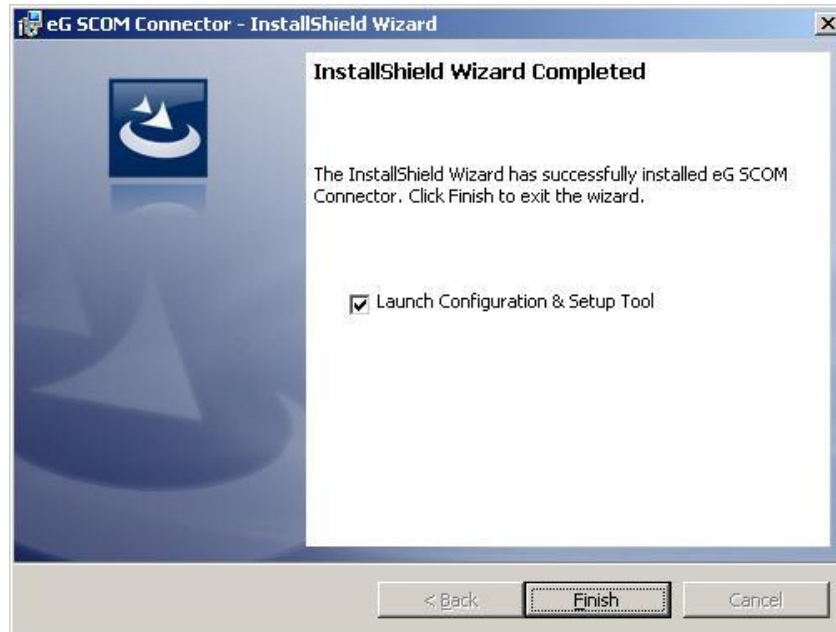 eG SCOM Connector - InstallShield Wizard
InstallShield Wizard Completed
The InstallShield Wizard has successfully installed eG SCOM
Connector. Click Finish to exit the wizard.
Launch Configuration & Setup Tool
< Back Finish Cancel